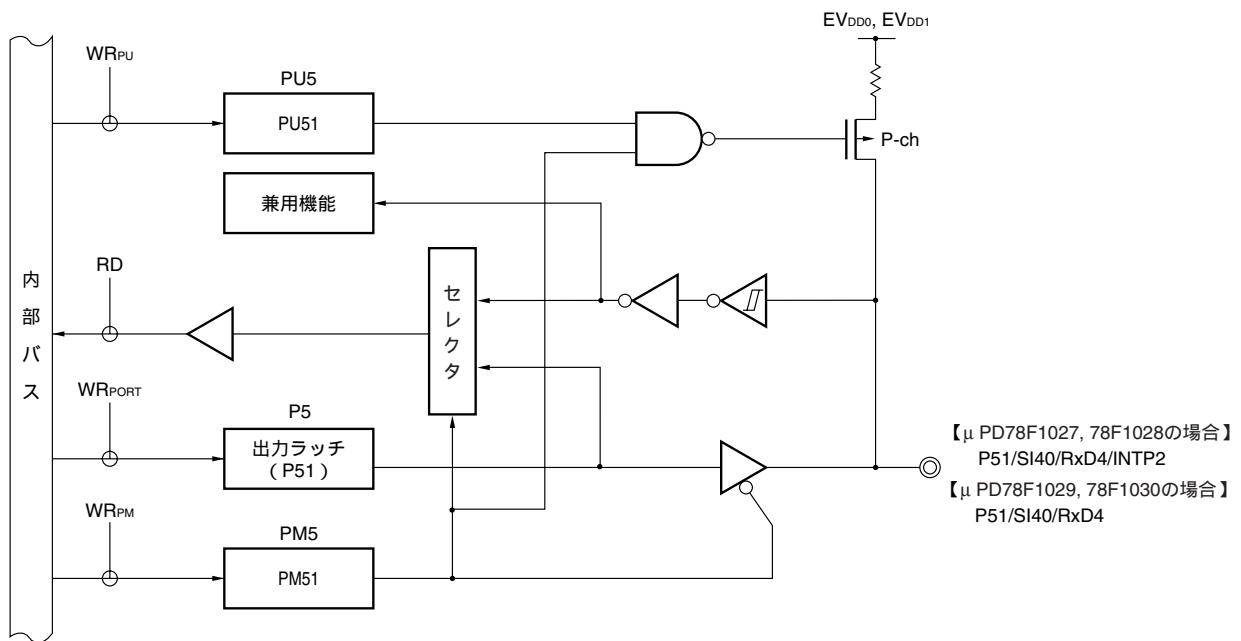 EVDD0, EVDD1
WRPU
PU5
PU51
P-ch
兼用機能
内部バス
RD
セレクタ
WRPORT
P5
出力ラッチ
（P51）
【μ PD78F1027, 78F1028の場合】
P51/SI40/RxD4/INTP2
【μ PD78F1029, 78F1030の場合】
P51/SI40/RxD4
WRPM
PM5
PM51